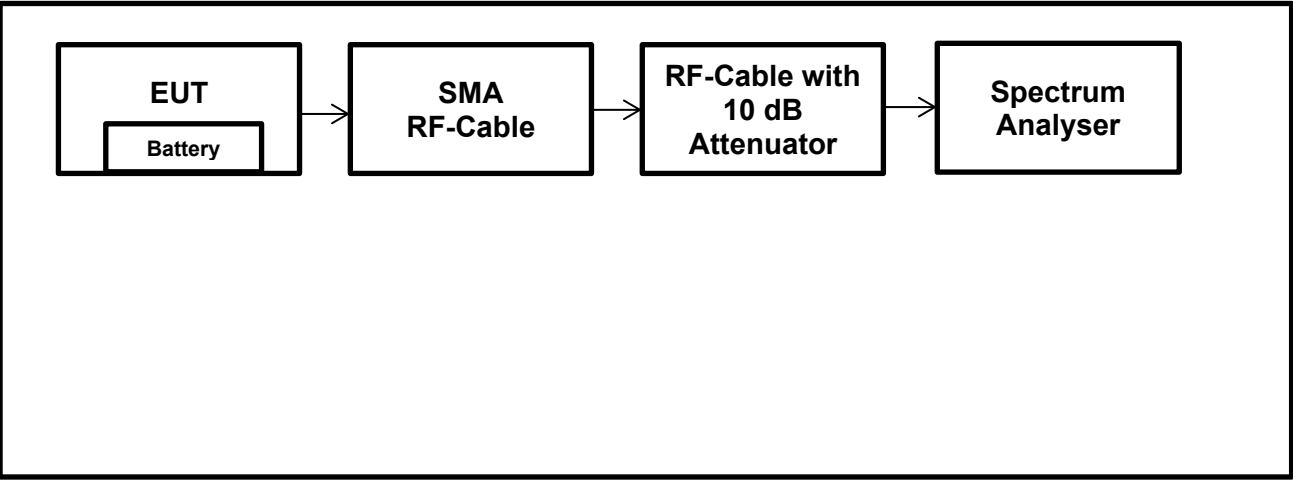 EUT
Battery
SMA
RF-Cable
RF-Cable with
10 dB
Attenuator
Spectrum
Analyser